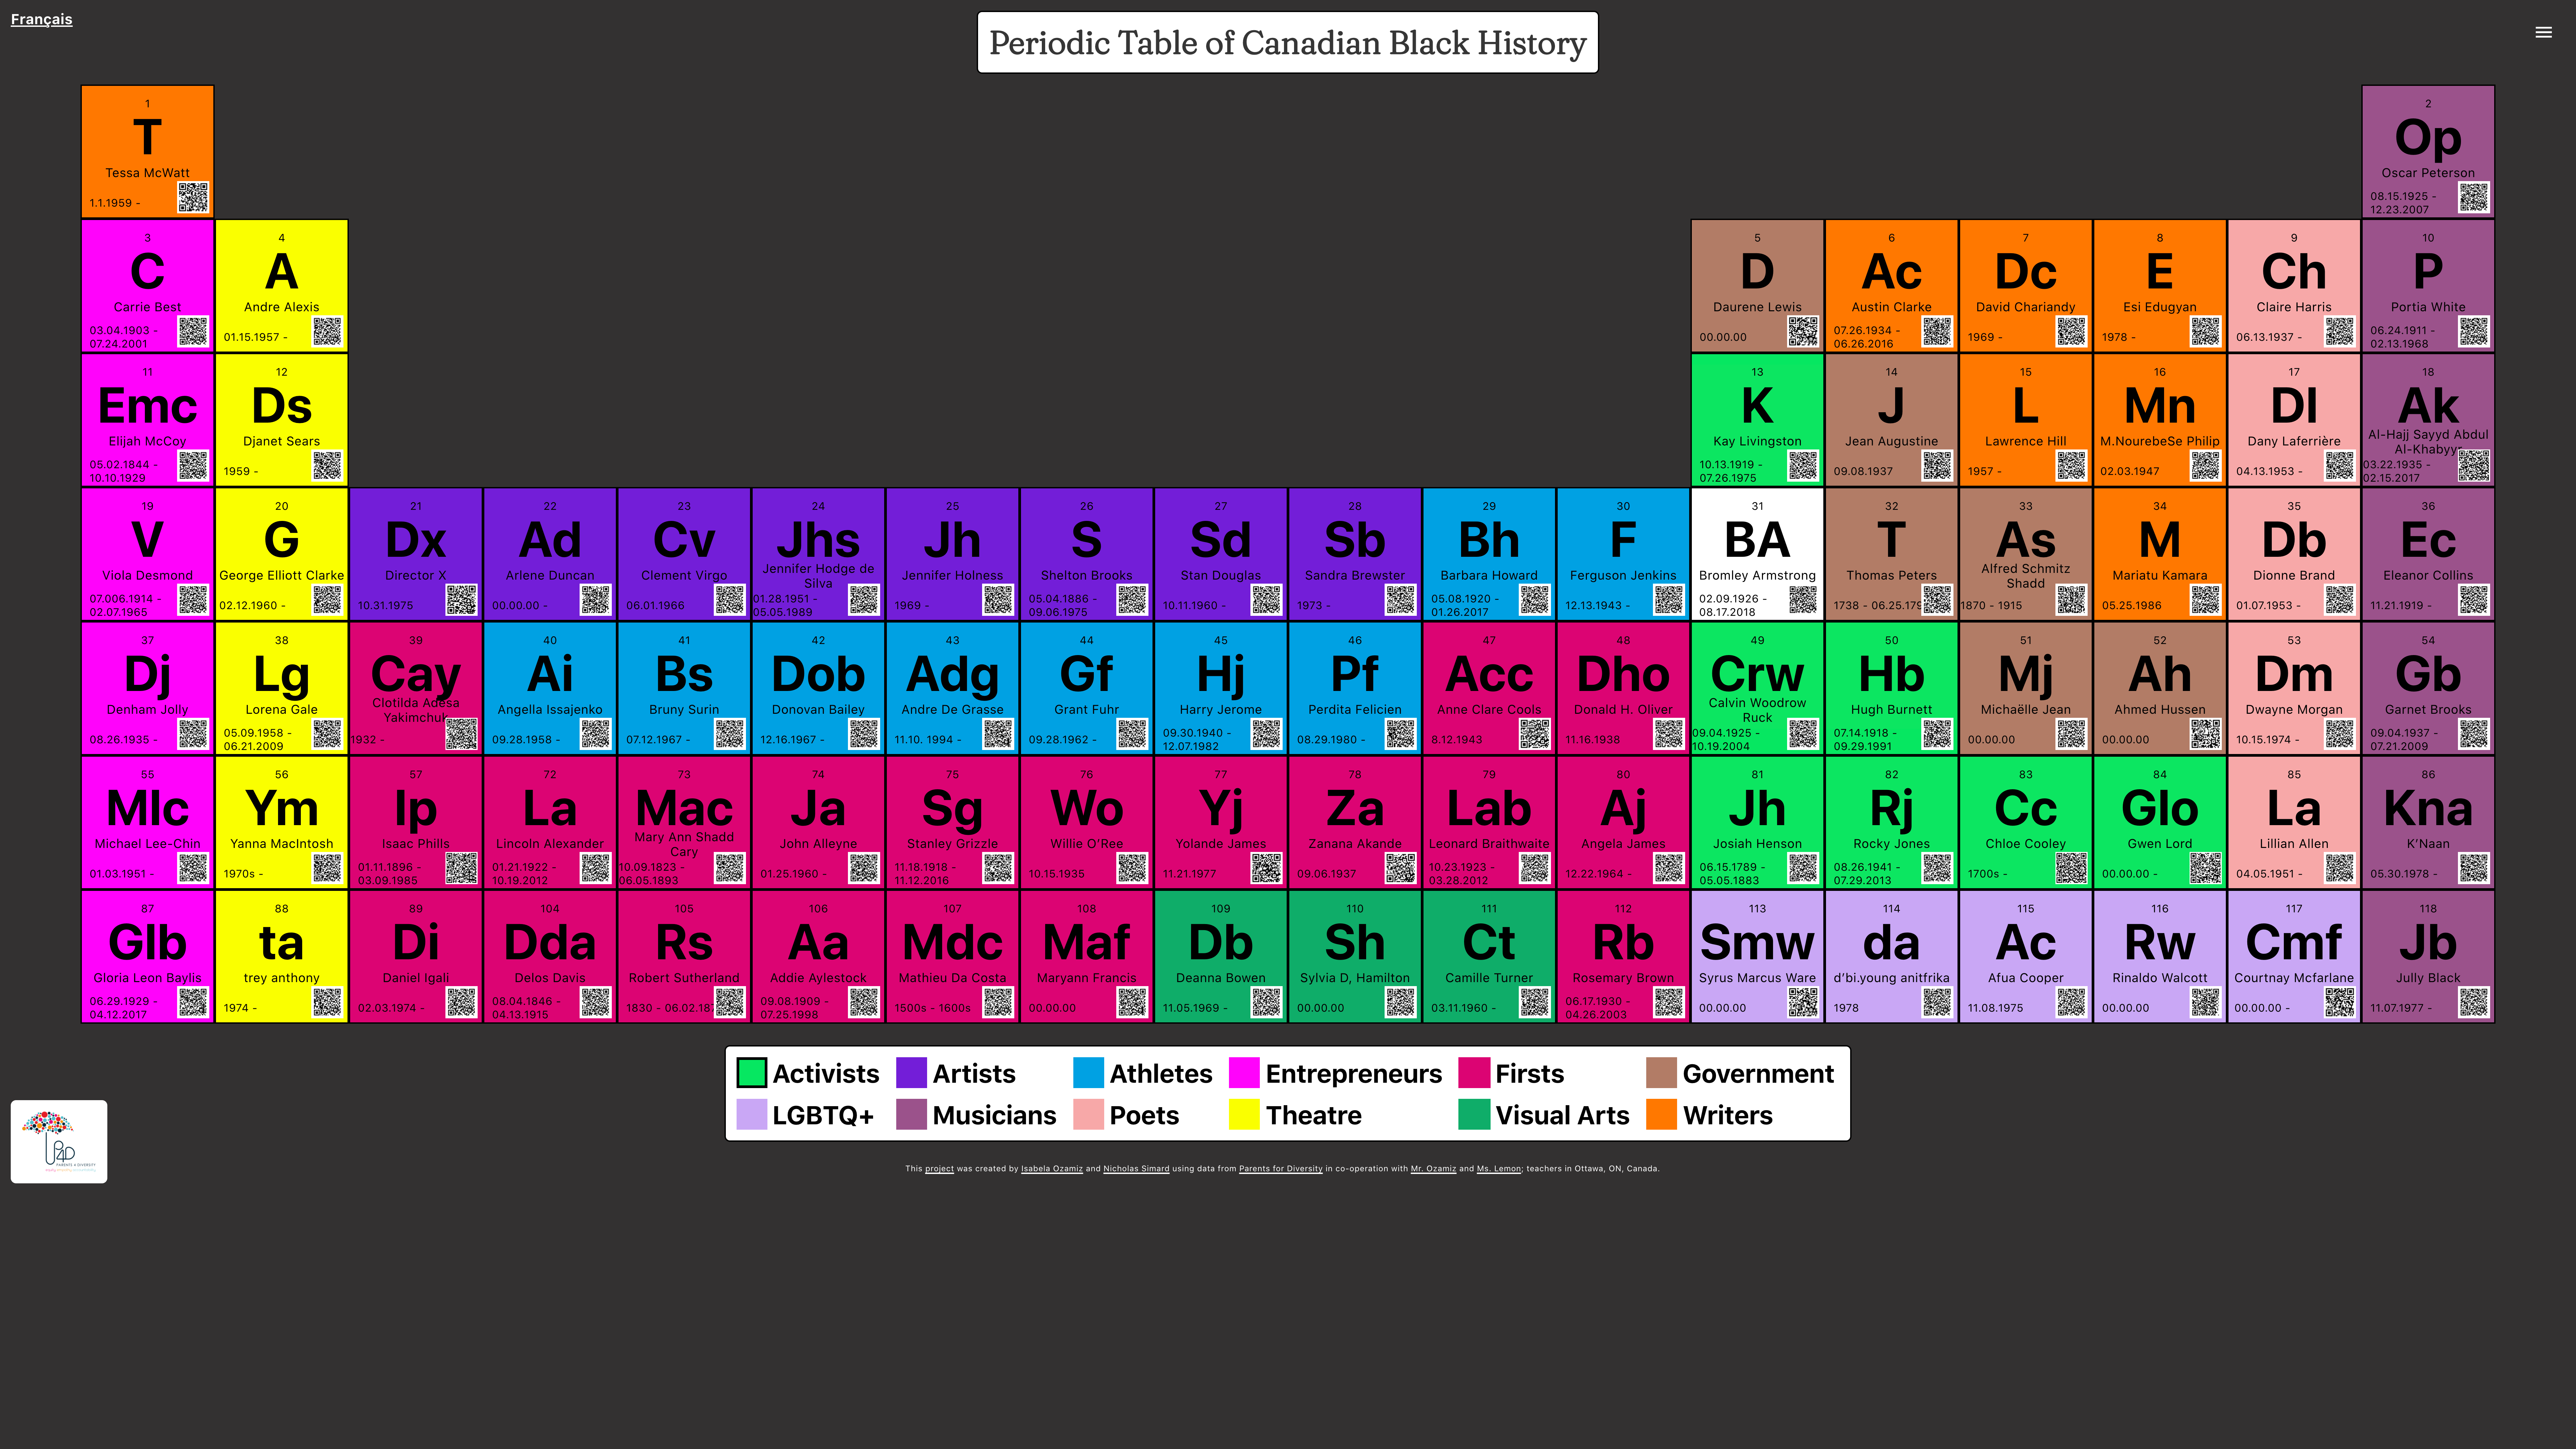 Français
Periodic Table of Canadian Black History
1
T
Tessa McWatt
1.1.1959 -
2
Op
Oscar Peterson
08.15.1925 -
12.23.2007
3
C
Carrie Best
03.04.1903 -
07.24.2001
4
A
Andre Alexis
01.15.1957 -
5
D
Daurene Lewis
00.00.00
6
Ac
Austin Clarke
07.26.1934 -
06.26.2016
7
Dc
David Chariandy
1969 -
8
E
Esi Edugyan
1978 -
9
Ch
Claire Harris
06.13.1937 -
10
P
Portia White
06.24.1911 -
02.13.1968
11
Emc
Elijah McCoy
05.02.1844 -
10.10.1929
12
Ds
Djanet Sears
1959 -
13
K
Kay Livingston
10.13.1919 -
07.26.1975
14
J
Jean Augustine
09.08.1937
15
L
Lawrence Hill
1957 -
16
Mn
M.NourebeSe Philip
02.03.1947
17
Dl
Dany Laferrière
04.13.1953 -
18
Ak
Al-Hajj Sayyd Abdul
Al-Khabyy
03.22.1935 -
02.15.2017
19
V
Viola Desmond
07.006.1914 -
02.07.1965
20
G
George Elliott Clarke
02.12.1960 -
21
Dx
Director X
10.31.1975
22
Ad
Arlene Duncan
00.00.00 -
23
Cv
Clement Virgo
06.01.1966
24
Jhs
Jennifer Hodge de
Silva
01.28.1951 -
05.05.1989
25
Jh
Jennifer Holness
1969 -
26
S
Shelton Brooks
05.04.1886 -
09.06.1975
27
Sd
Stan Douglas
10.11.1960 -
28
Sb
Sandra Brewster
1973 -
29
Bh
Barbara Howard
05.08.1920 -
01.26.2017
30
F
Ferguson Jenkins
12.13.1943 -
31
BA
Bromley Armstrong
02.09.1926 -
08.17.2018
32
T
Thomas Peters
1738 - 06.25.179
33
As
Alfred Schmitz
Shadd
1870 - 1915
34
M
Mariatu Kamara
05.25.1986
35
Db
Dionne Brand
01.07.1953 -
36
Ec
Eleanor Collins
11.21.1919 -
37
Dj
Denham Jolly
08.26.1935 -
38
Lg
Lorena Gale
05.09.1958 -
06.21.2009
39
Cay
Clotilda Adesa
Yakimchuk
1932 -
40
Ai
Angella Issajenko
09.28.1958 -
41
Bs
Bruny Surin
07.12.1967 -
42
Dob
Donovan Bailey
12.16.1967 -
43
Adg
Andre De Grasse
11.10. 1994 -
44
Gf
Grant Fuhr
09.28.1962 -
45
Hj
Harry Jerome
09.30.1940 -
12.07.1982
46
Pf
Perdita Felicien
08.29.1980 -
47
Acc
Anne Clare Cools
8.12.1943
48
Dho
Donald H. Oliver
11.16.1938
49
Crw
Calvin Woodrow
Ruck
09.04.1925 -
10.19.2004
50
Hb
Hugh Burnett
07.14.1918 -
09.29.1991
51
Mj
Michaëlle Jean
00.00.00
52
Ah
Ahmed Hussen
00.00.00
53
Dm
Dwayne Morgan
10.15.1974 -
54
Gb
Garnet Brooks
09.04.1937 -
07.21.2009
55
Mlc
Michael Lee-Chin
01.03.1951 -
56
Ym
Yanna MacIntosh
1970s -
57
Ip
Isaac Phills
01.11.1896 -
03.09.1985
72
La
Lincoln Alexander
01.21.1922 -
10.19.2012
73
Mac
Mary Ann Shadd
Cary
10.09.1823 -
06.05.1893
74
Ja
John Alleyne
01.25.1960 -
75
Sg
Stanley Grizzle
11.18.1918 -
11.12.2016
76
Wo
Willie O'Ree
10.15.1935
77
Yj
Yolande James
11.21.1977
78
Za
Zanana Akande
09.06.1937
79
Lab
Leonard Braithwaite
10.23.1923 -
03.28.2012
80
Aj
Angela James
12.22.1964 -
81
Jh
Josiah Henson
06.15.1789 -
05.05.1883
82
Rj
Rocky Jones
08.26.1941 -
07.29.2013
83
Cc
Chloe Cooley
1700s -
84
Glo
Gwen Lord
00.00.00 -
85
La
Lillian Allen
04.05.1951 -
86
Kna
K'Naan
05.30.1978 -
87
Glb
Gloria Leon Baylis
06.29.1929 -
04.12.2017
88
ta
trey anthony
1974 -
89
Di
Daniel Igali
02.03.1974 -
104
Dda
Delos Davis
08.04.1846 -
04.13.1915
105
Rs
Robert Sutherland
1830 - 06.02.187
106
Aa
Addie Aylestock
09.08.1909 -
07.25.1998
107
Mdc
Mathieu Da Costa
1500s - 1600s
108
Maf
Maryann Francis
00.00.00
109
Db
Deanna Bowen
11.05.1969 -
110
Sh
Sylvia D, Hamilton
00.00.00
111
Ct
Camille Turner
03.11.1960 -
112
Rb
Rosemary Brown
06.17.1930 -
04.26.2003
113
Smw
Syrus Marcus Ware
00.00.00
114
da
d'bi.young anitfrika
1978
115
Ac
Afua Cooper
11.08.1975
116
Rw
Rinaldo Walcott
00.00.00
117
Cmf
Courtnay Mcfarlane
00.00.00 -
118
Jb
Jully Black
11.07.1977 -
Activists Artists Athletes Entrepreneurs Firsts Government
LGBTQ+ Musicians Poets Theatre Visual Arts Writers
P4D
PARENTS 4 DIVERSITY
This project was created by Isabela Ozamiz and Nicholas Simard using data from Parents for Diversity in co-operation with Mr. Ozamiz and Ms. Lemon; teachers in Ottawa, ON, Canada.